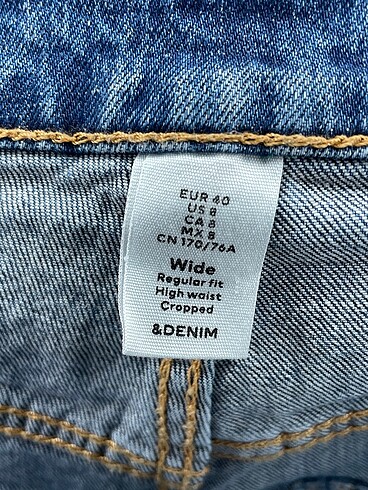 EUR 40
US 8
CA 8
MX 8
CN 170/76A
Wide
Regular fit
High waist
Cropped
&DENIM